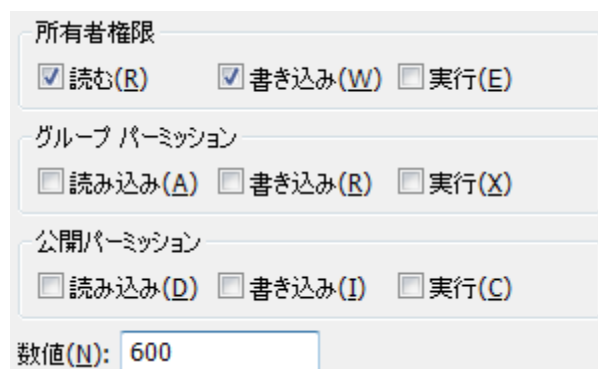 所有者権限
読む(R) 書き込み(W) 実行(E)
グループ パーミッション
読み込み(A) 書き込み(R) 実行(X)
公開パーミッション
読み込み(D) 書き込み(I) 実行(C)
数値(N): 600